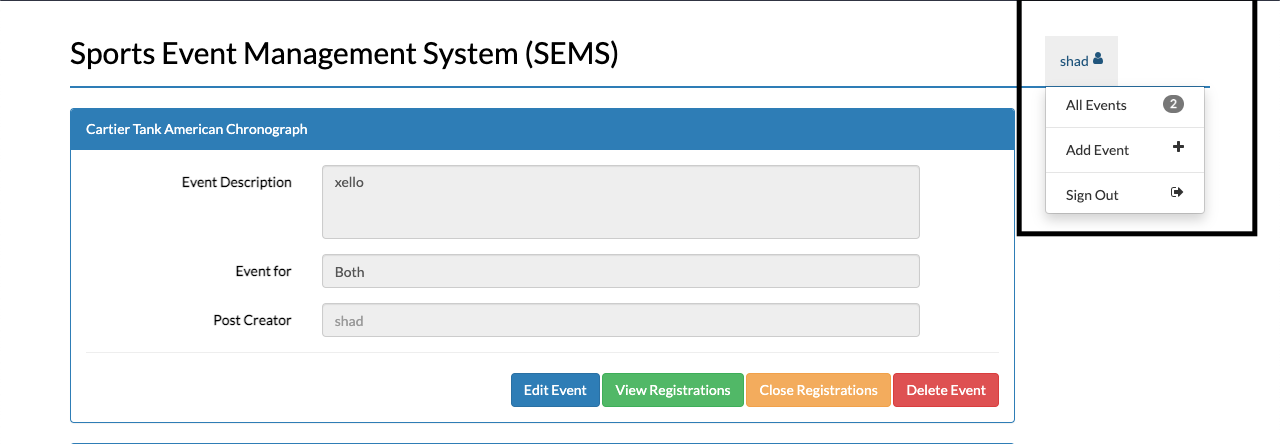 Sports Event Management System (SEMS)
shad
All Events 2
Add Event
Sign Out
Cartier Tank American Chronograph
Event Description xello
Event for Both
Post Creator shad
Edit Event View Registrations Close Registrations Delete Event